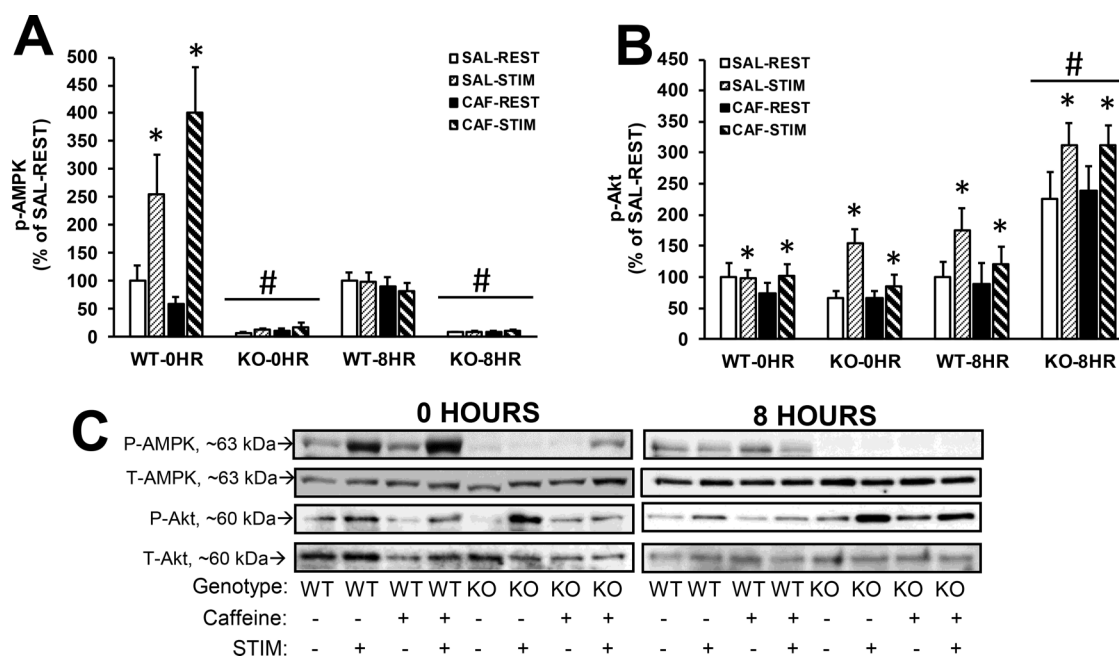 A
p-AMPK
(% of SAL-REST)
500
450
400
350
300
250
200
150
100
50
0
*
*
#
#
SAL-REST
SAL-STIM
CAF-REST
CAF-STIM
WT-0HR KO-0HR WT-8HR KO-8HR
B
p-Akt
(% of SAL-REST)
450
400
350
300
250
200
150
100
50
0
SAL-REST
SAL-STIM
CAF-REST
CAF-STIM
#
* *
* *
* *
* *
WT-0HR KO-0HR WT-8HR KO-8HR
C
0 HOURS 8 HOURS
P-AMPK, ~63 kDa→
T-AMPK, ~63 kDa→
P-Akt, ~60 kDa→
T-Akt, ~60 kDa→
Genotype: WT WT WT WT KO KO KO KO WT WT WT WT KO KO KO KO
Caffeine: - - + + - - + + - - + + - - + +
STIM: - + - + - + - + - + - + - + - +